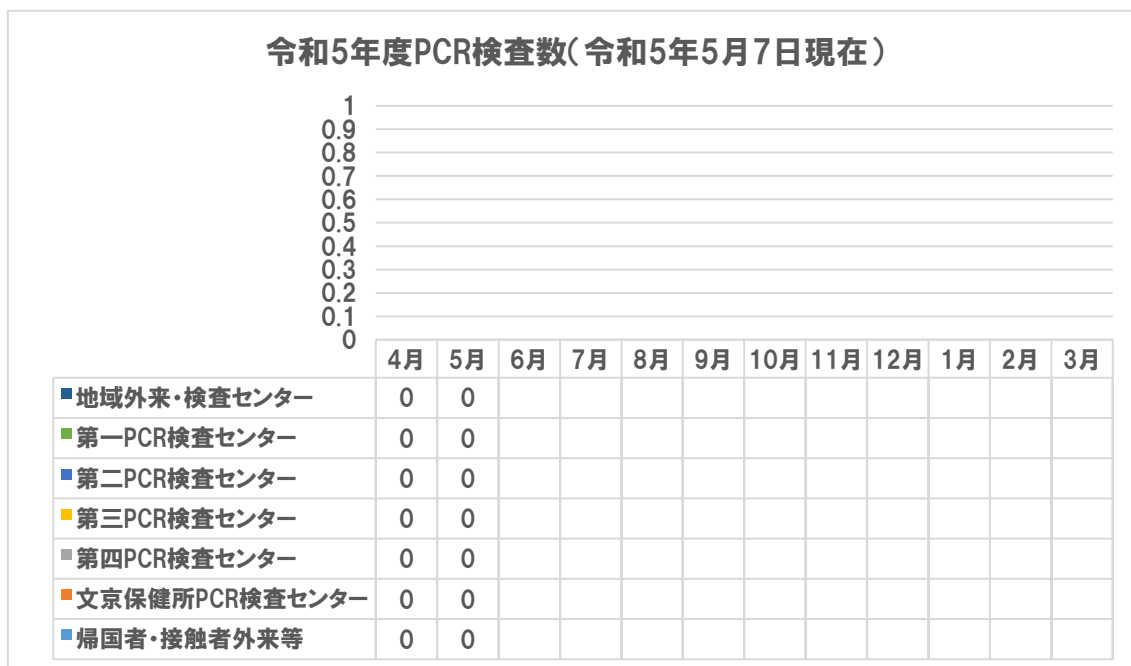 令和5年度PCR検査数(令和5年5月7日現在)
1
0.9
0.8
0.7
0.6
0.5
0.4
0.3
0.2
0.1
0
4月 5月 6月 7月 8月 9月 10月 11月 12月 1月 2月 3月
地域外来・検査センター 0 0
第一PCR検査センター 0 0
第二PCR検査センター 0 0
第三PCR検査センター 0 0
第四PCR検査センター 0 0
文京保健所PCR検査センター 0 0
帰国者・接触者外来等 0 0